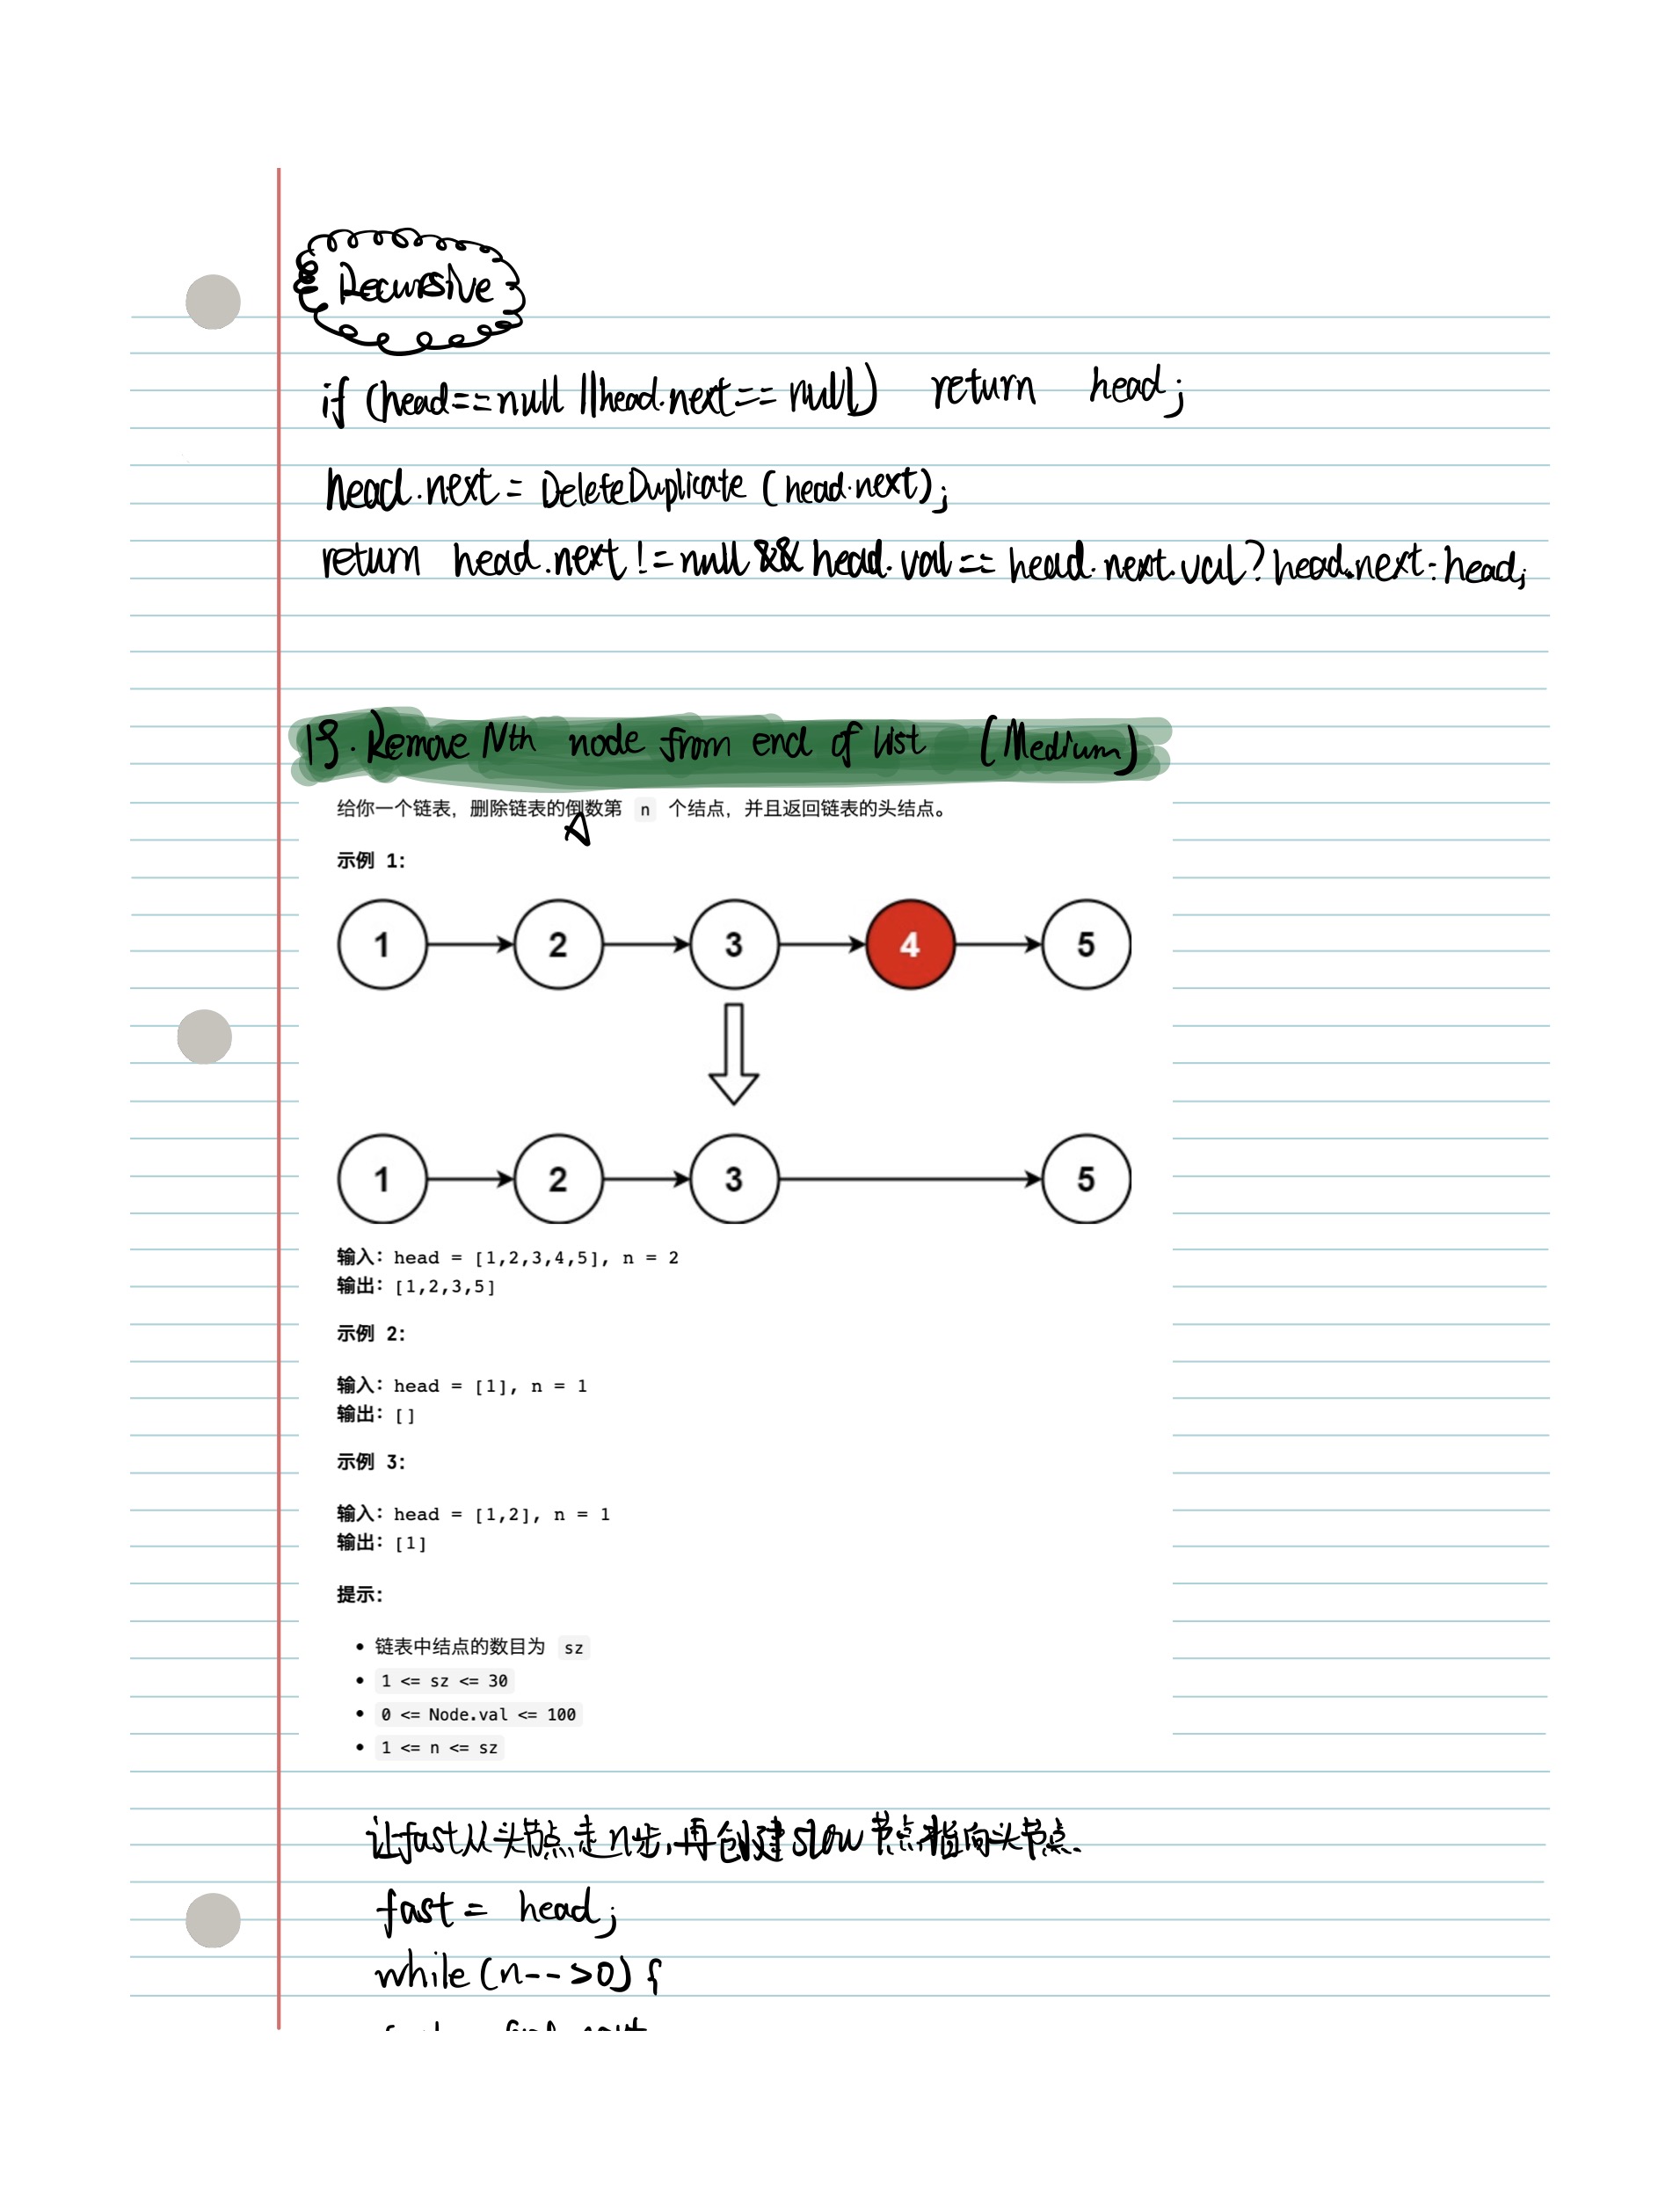 Recursive
if (head==null ||head.next== null) return head;
head.next = DeleteDuplicate (head.next);
return head.next != null && head.val == head.next.val? head.next: head;
19. Remove Nth node from end of list (Medium)
给你一个链表，删除链表的倒数第 n 个结点，并且返回链表的头结点。
示例 1：
1 2 3 4 5
1 2 3 5
输入：head = [1,2,3,4,5], n = 2
输出：[1,2,3,5]
示例 2：
输入：head = [1], n = 1
输出：[]
示例 3：
输入：head = [1,2], n = 1
输出：[1]
提示：
• 链表中结点的数目为 sz
• 1 <= sz <= 30
• 0 <= Node.val <= 100
• 1 <= n <= sz
让fast从头节点走n步,再创建slow节点指向头节点.
fast = head;
while (n-- >0) {